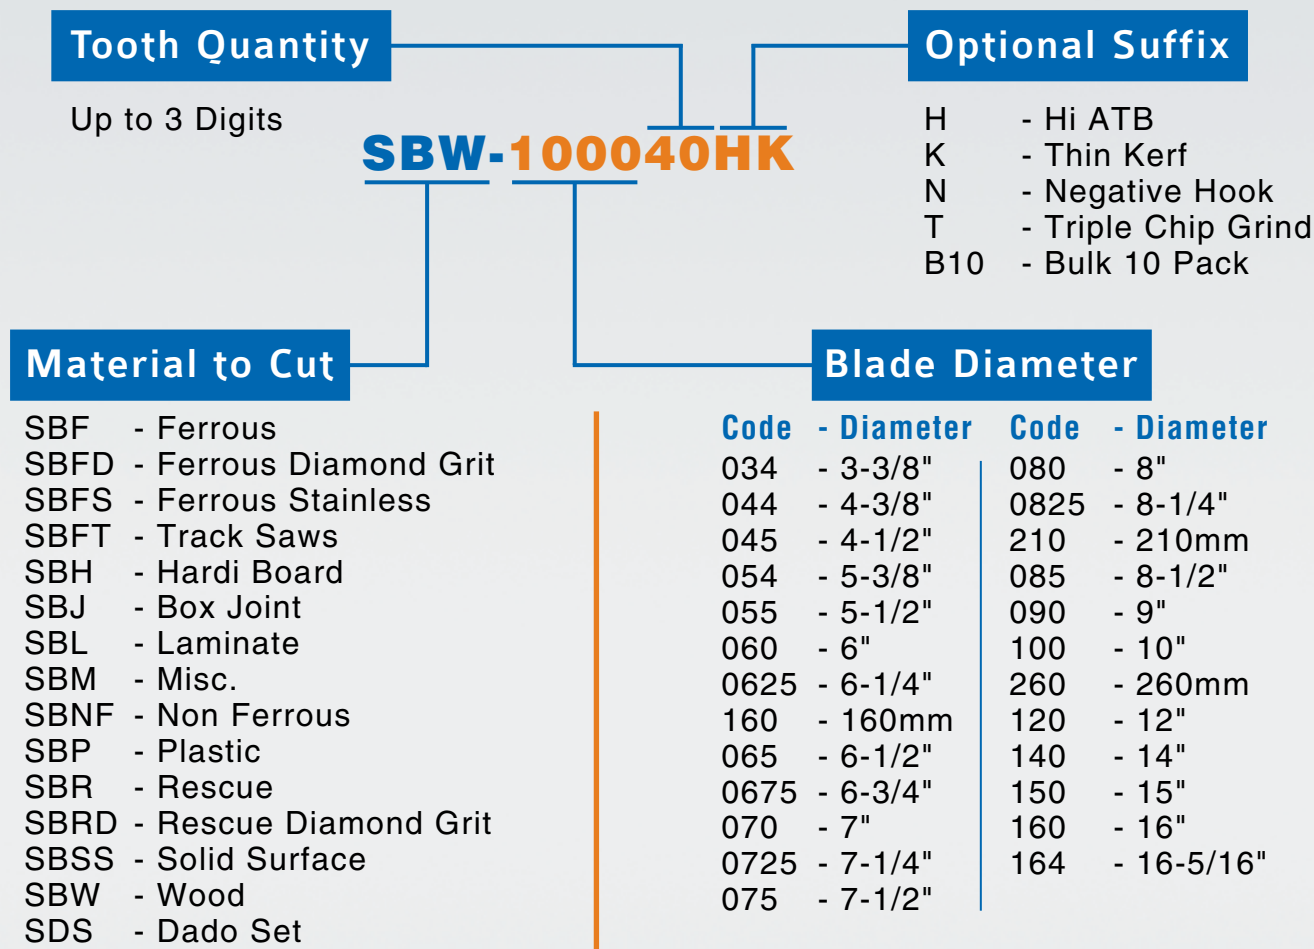 Tooth Quantity
Up to 3 Digits
Optional Suffix
H - Hi ATB
K - Thin Kerf
N - Negative Hook
T - Triple Chip Grind
B10 - Bulk 10 Pack
SBW-100040HK
Material to Cut
SBF - Ferrous
SBFD - Ferrous Diamond Grit
SBFS - Ferrous Stainless
SBFT - Track Saws
SBH - Hardi Board
SBJ - Box Joint
SBL - Laminate
SBM - Misc.
SBNF - Non Ferrous
SBP - Plastic
SBR - Rescue
SBRD - Rescue Diamond Grit
SBSS - Solid Surface
SBW - Wood
SDS - Dado Set
Blade Diameter
Code - Diameter
034 - 3-3/8"
044 - 4-3/8"
045 - 4-1/2"
054 - 5-3/8"
055 - 5-1/2"
060 - 6"
0625 - 6-1/4"
160 - 160mm
065 - 6-1/2"
0675 - 6-3/4"
070 - 7"
0725 - 7-1/4"
075 - 7-1/2"
Code - Diameter
080 - 8"
0825 - 8-1/4"
210 - 210mm
085 - 8-1/2"
090 - 9"
100 - 10"
260 - 260mm
120 - 12"
140 - 14"
150 - 15"
160 - 16"
164 - 16-5/16"